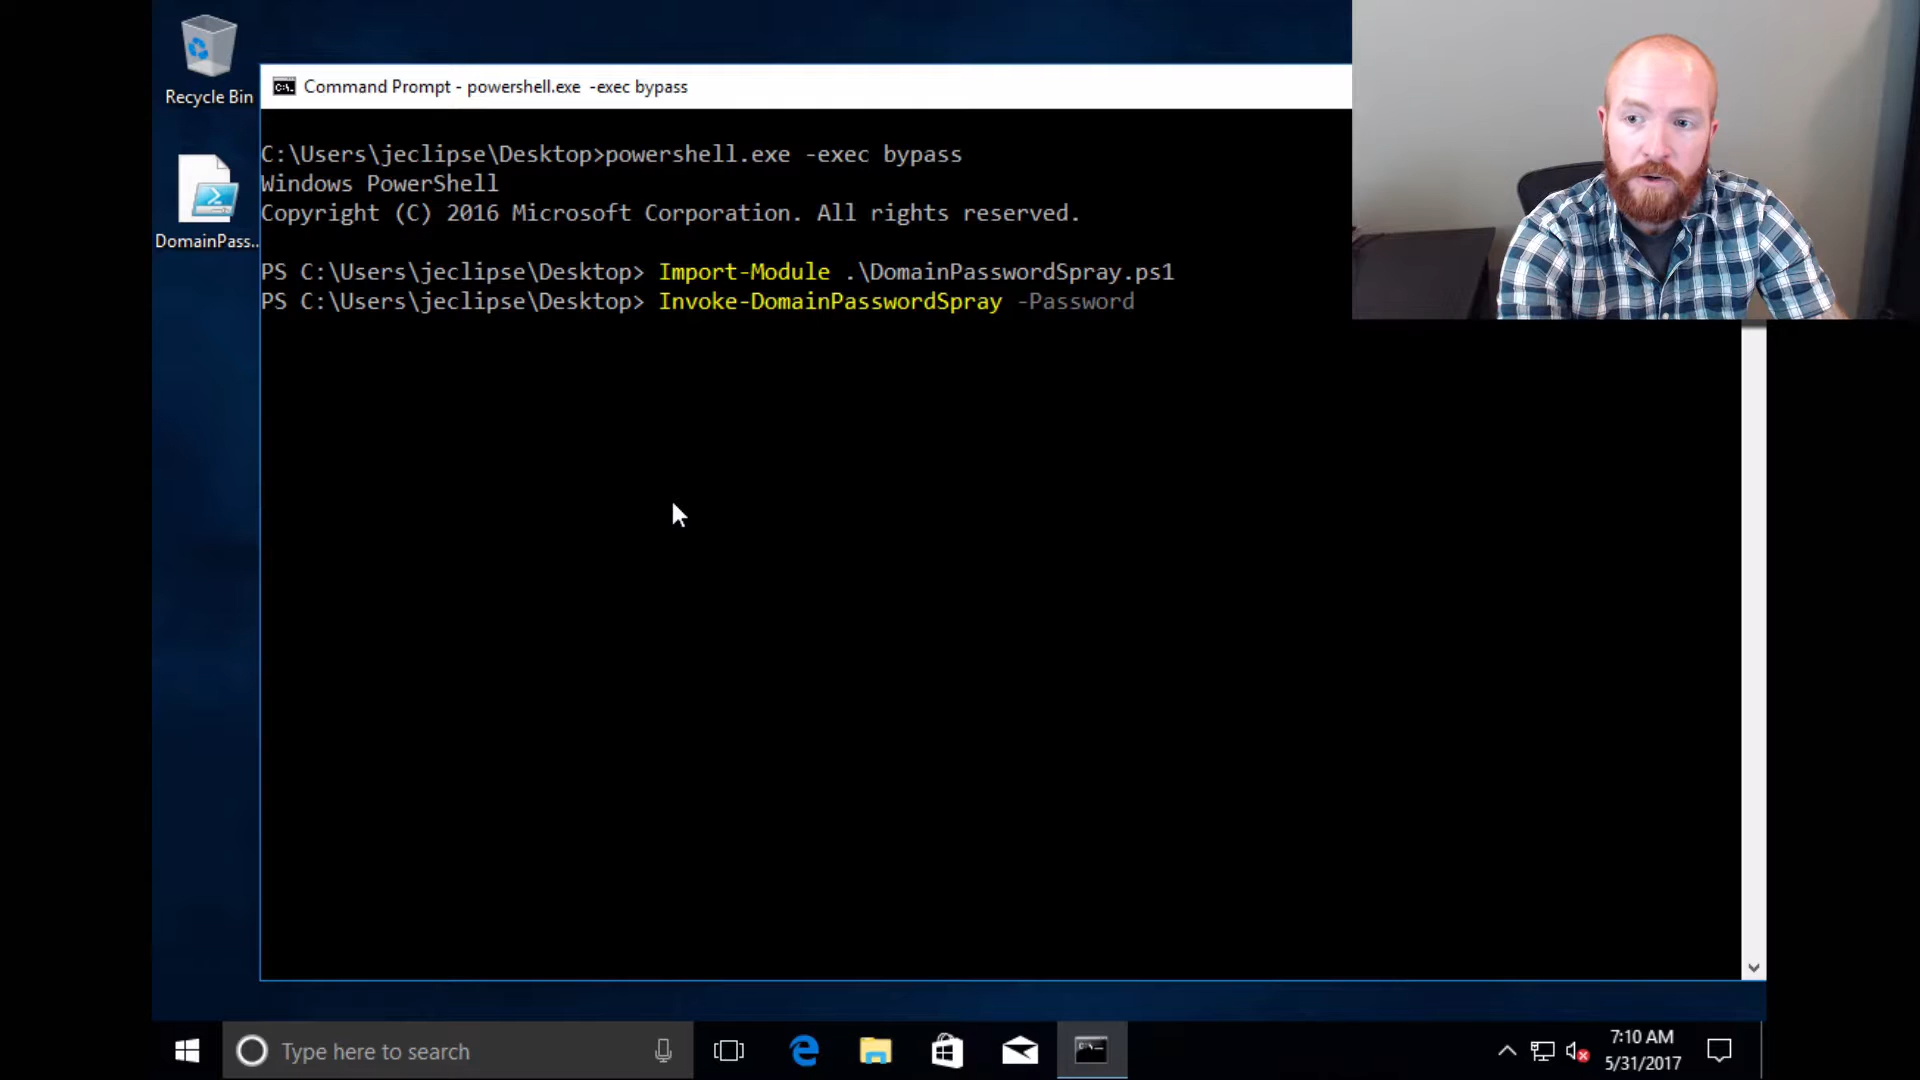 Recycle Bin
DomainPass..
Command Prompt - powershell.exe  -exec bypass
C:\Users\jeclipse\Desktop>powershell.exe -exec bypass
Windows PowerShell
Copyright (C) 2016 Microsoft Corporation. All rights reserved.
PS C:\Users\jeclipse\Desktop> Import-Module .\DomainPasswordSpray.ps1
PS C:\Users\jeclipse\Desktop> Invoke-DomainPasswordSpray -Password
Type here to search
7:10 AM
5/31/2017